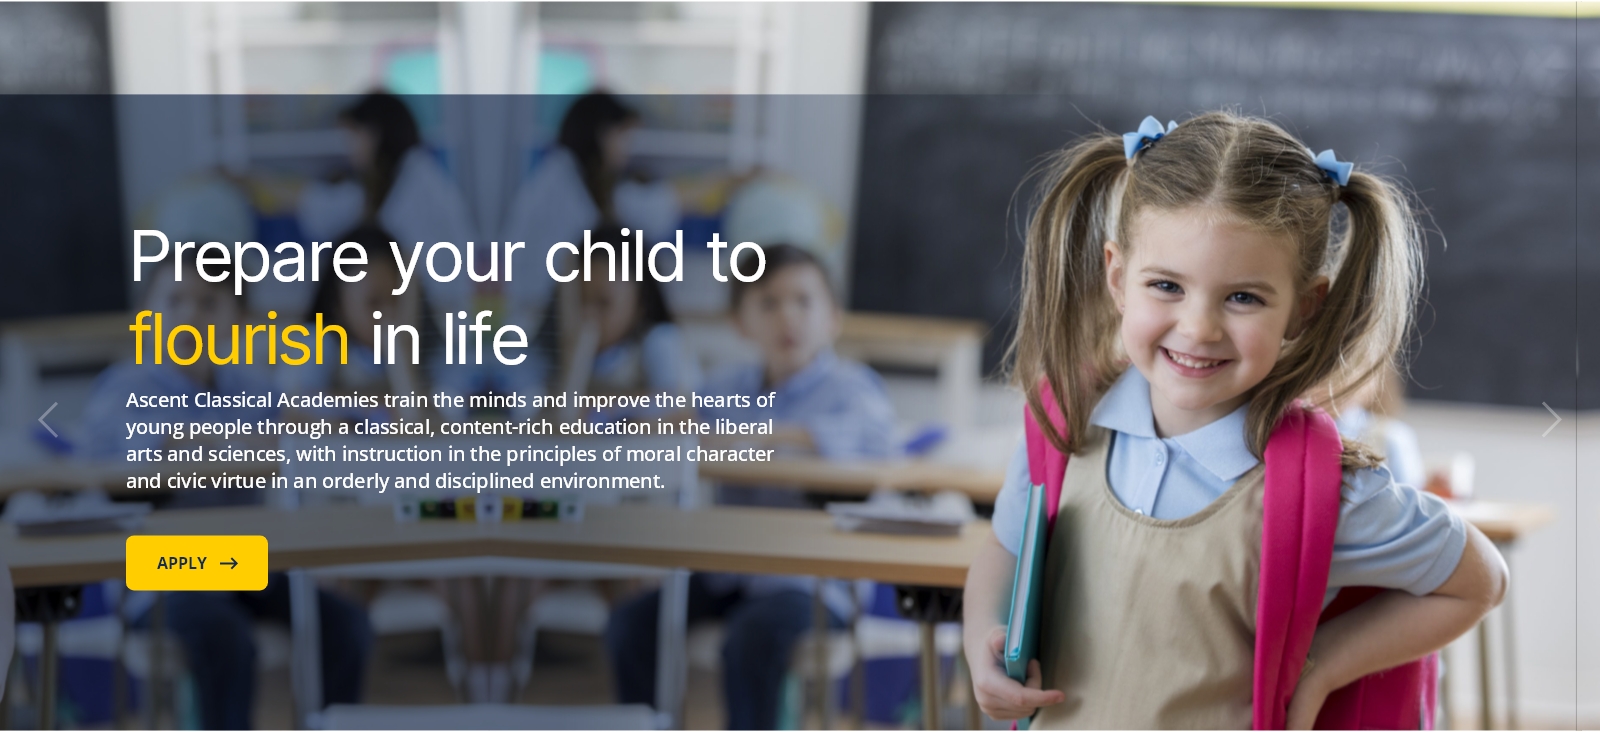 Prepare your child to
flourish in life
Ascent Classical Academies train the minds and improve the hearts of
young people through a classical, content-rich education in the liberal
arts and sciences, with instruction in the principles of moral character
and civic virtue in an orderly and disciplined environment.
APPLY →